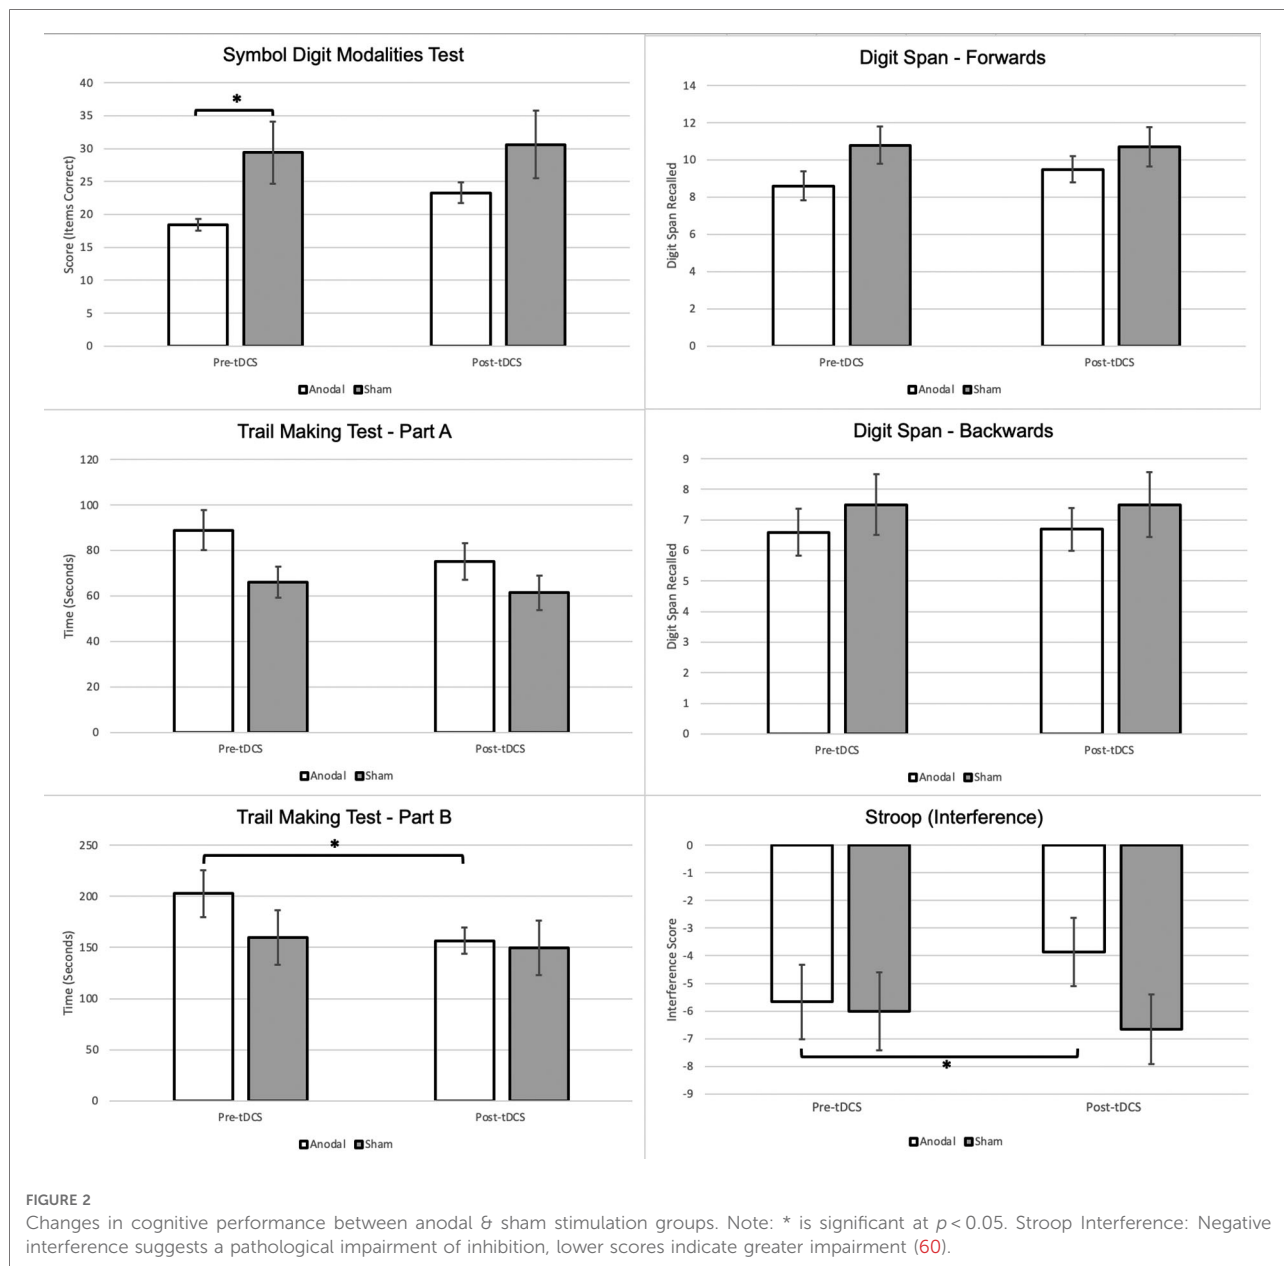 Symbol Digit Modalities Test
Score (Items Correct)
40
35
30
25
20
15
10
5
0
*
Pre-tDCS
Post-tDCS
Anodal Sham
Digit Span - Forwards
Digit Span Recalled
14
12
10
8
6
4
2
0
Pre-tDCS
Post-tDCS
Anodal Sham
Trail Making Test - Part A
Time (Seconds)
120
100
80
60
40
20
0
Pre-tDCS
Post-tDCS
Anodal Sham
Digit Span - Backwards
Digit Span Recalled
9
8
7
6
5
4
3
2
1
0
Pre-tDCS
Post-tDCS
Anodal Sham
Trail Making Test - Part B
Time (Seconds)
250
200
150
100
50
0
*
Pre-tDCS
Post-tDCS
Anodal Sham
Stroop (Interference)
Interference Score
0
-1
-2
-3
-4
-5
-6
-7
-8
-9
*
Pre-tDCS
Post-tDCS
Anodal Sham
FIGURE 2
Changes in cognitive performance between anodal & sham stimulation groups. Note: * is significant at p < 0.05. Stroop Interference: Negative
interference suggests a pathological impairment of inhibition, lower scores indicate greater impairment (60).